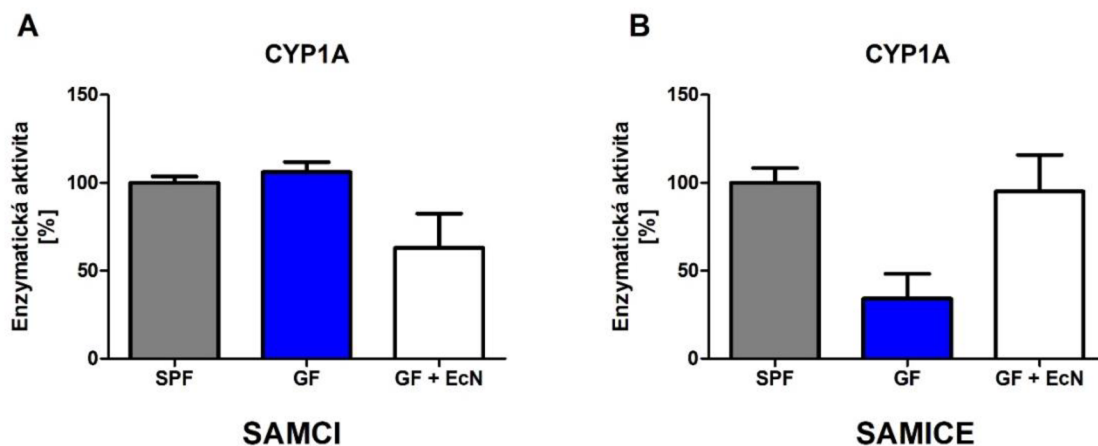 A
CYP1A
Enzymatická aktivita
[%]
150
100
50
0
SPF
GF
GF + EcN
SAMCI
B
CYP1A
Enzymatická aktivita
[%]
150
100
50
0
SPF
GF
GF + EcN
SAMICE